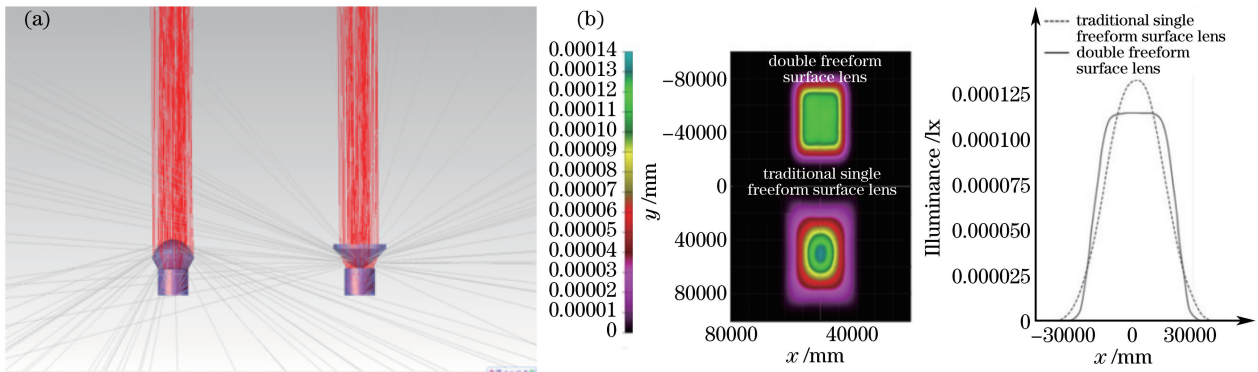 (a)
(b)
0.00014
0.00013
0.00012
0.00011
0.00010
0.00009
0.00008
0.00007
0.00006
0.00005
0.00004
0.00003
0.00002
0.00001
0
y /mm
−80000
−40000
0
40000
80000
double freeform
surface lens
traditional single
freeform surface lens
80000
40000
x /mm
traditional single
freeform surface lens
double freeform
surface lens
Illuminance /lx
0.000125
0.000100
0.000075
0.000050
0.000025
0
−30000
0
30000
x /mm